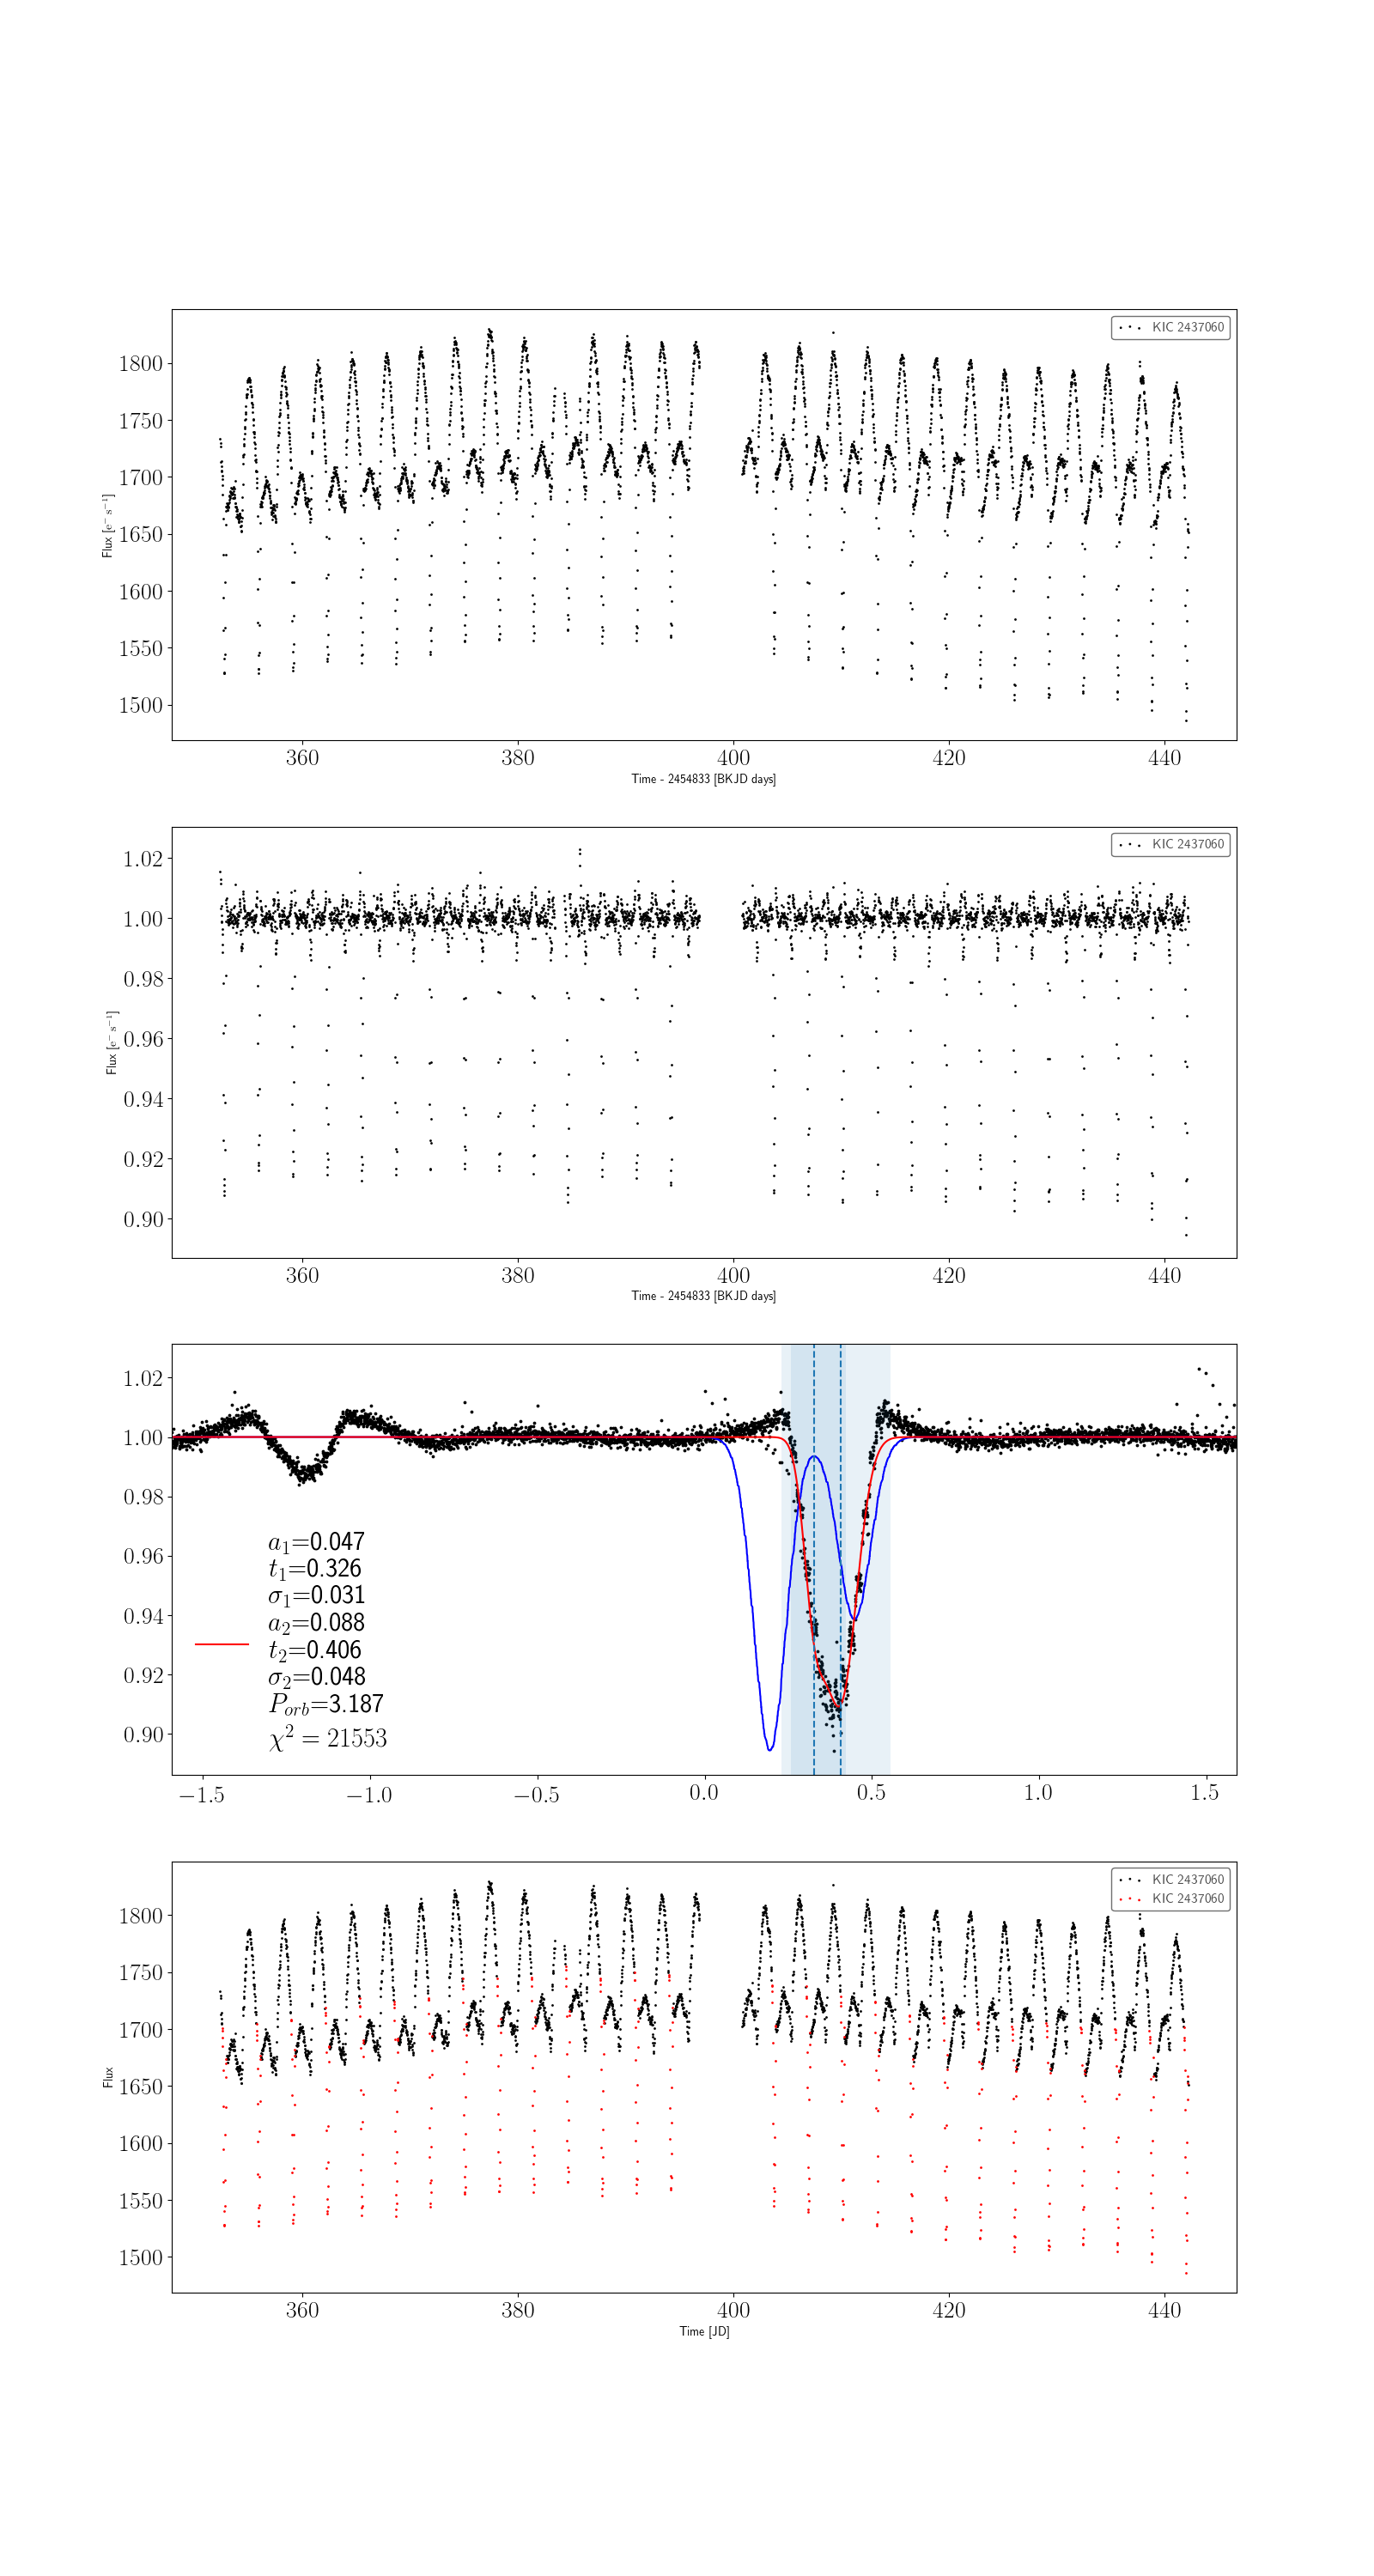 KIC 2437060
1800
1750
1700
1650
1600
1550
1500
Flux [e⁻ s⁻¹]
360 380 400 420 440
Time - 2454833 [BKJD days]
KIC 2437060
1.02
1.00
0.98
0.96
0.94
0.92
0.90
Flux [e⁻ s⁻¹]
360 380 400 420 440
Time - 2454833 [BKJD days]
1.02
1.00
0.98
0.96
0.94
0.92
0.90
a₁=0.047
t₁=0.326
σ₁=0.031
a₂=0.088
t₂=0.406
σ₂=0.048
P_orb=3.187
χ² = 21553
−1.5 −1.0 −0.5 0.0 0.5 1.0 1.5
KIC 2437060
KIC 2437060
1800
1750
1700
1650
1600
1550
1500
Flux
360 380 400 420 440
Time [JD]